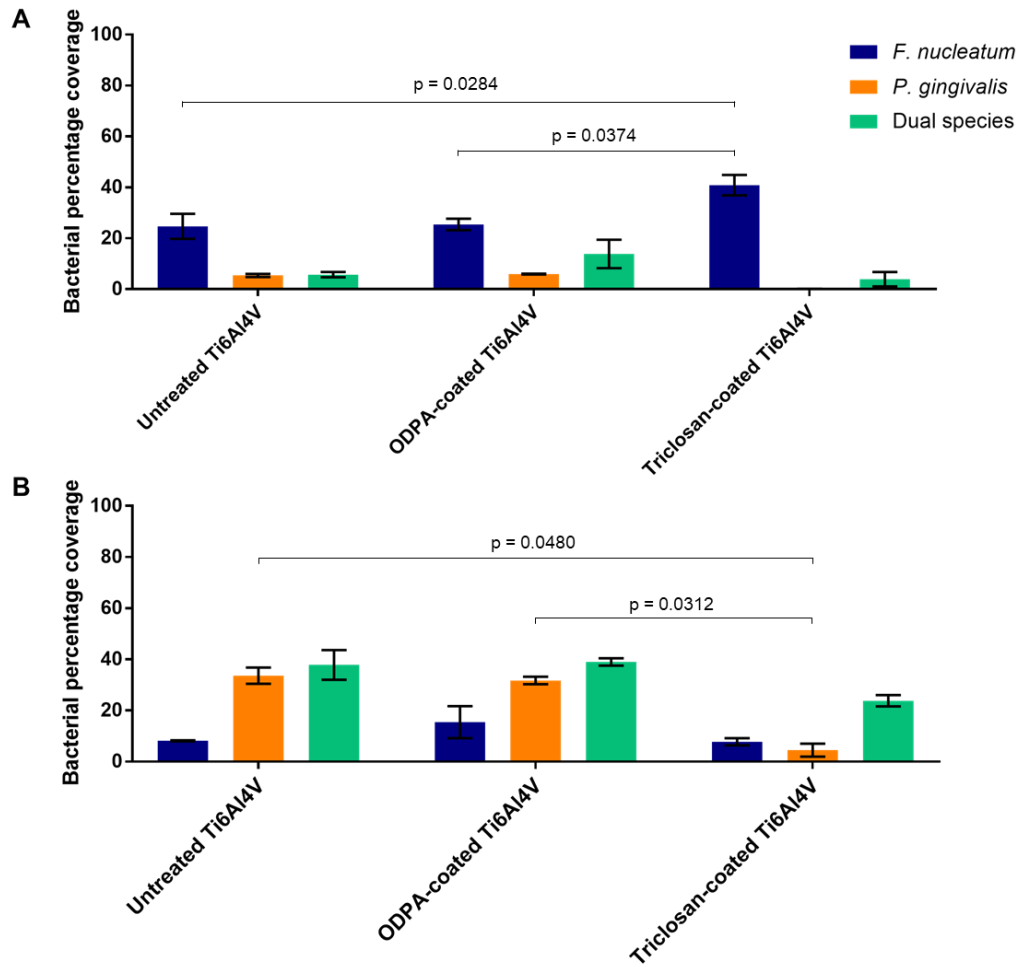 A
Bacterial percentage coverage
100
80
60
40
20
0
p = 0.0284
p = 0.0374
F. nucleatum
P. gingivalis
Dual species
Untreated Ti6Al4V
ODPA-coated Ti6Al4V
Triclosan-coated Ti6Al4V
B
Bacterial percentage coverage
100
80
60
40
20
0
p = 0.0480
p = 0.0312
Untreated Ti6Al4V
ODPA-coated Ti6Al4V
Triclosan-coated Ti6Al4V